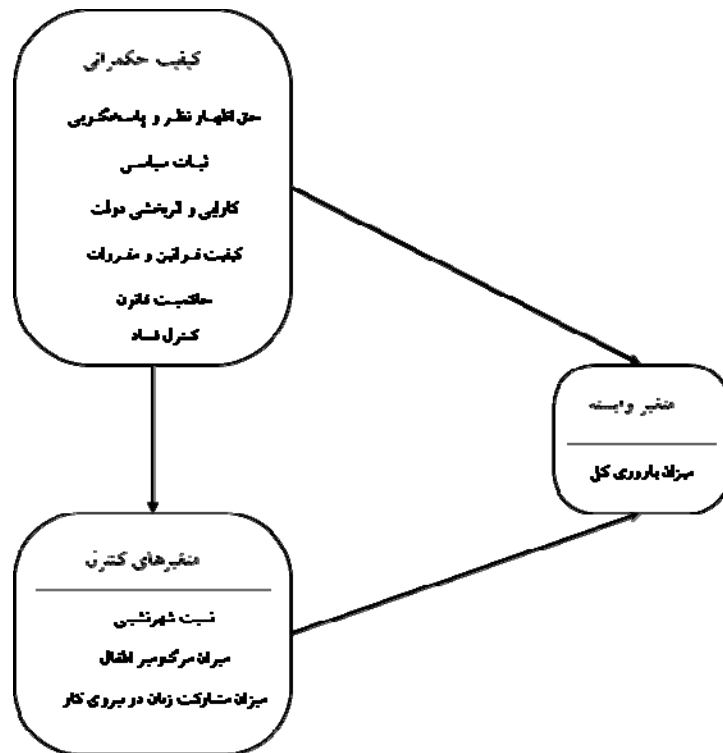 کیفیت حکمرانی
حق اظهار نظر و پاسخگویی
ثبات سیاسی
کارایی و اثربخشی دولت
کیفیت قوانین و مقررات
حاکمیت قانون
کنترل فساد
متغیر وابسته
میزان باروری کل
متغیرهای کنترل
نسبت شهرنشینی
میزان مرگ‌ومیر اطفال
میزان مشارکت زنان در نیروی کار